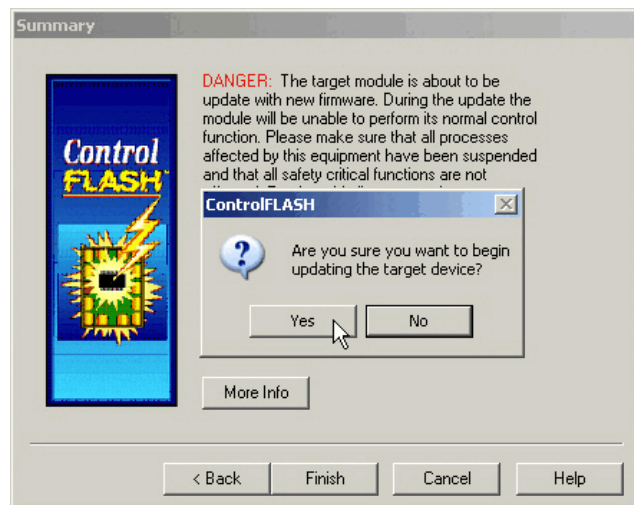 Summary
DANGER: The target module is about to be
update with new firmware. During the update the
module will be unable to perform its normal control
function. Please make sure that all processes
affected by this equipment have been suspended
and that all safety critical functions are not
Control
FLASH
ControlFLASH
Are you sure you want to begin
updating the target device?
Yes
No
More Info
< Back
Finish
Cancel
Help